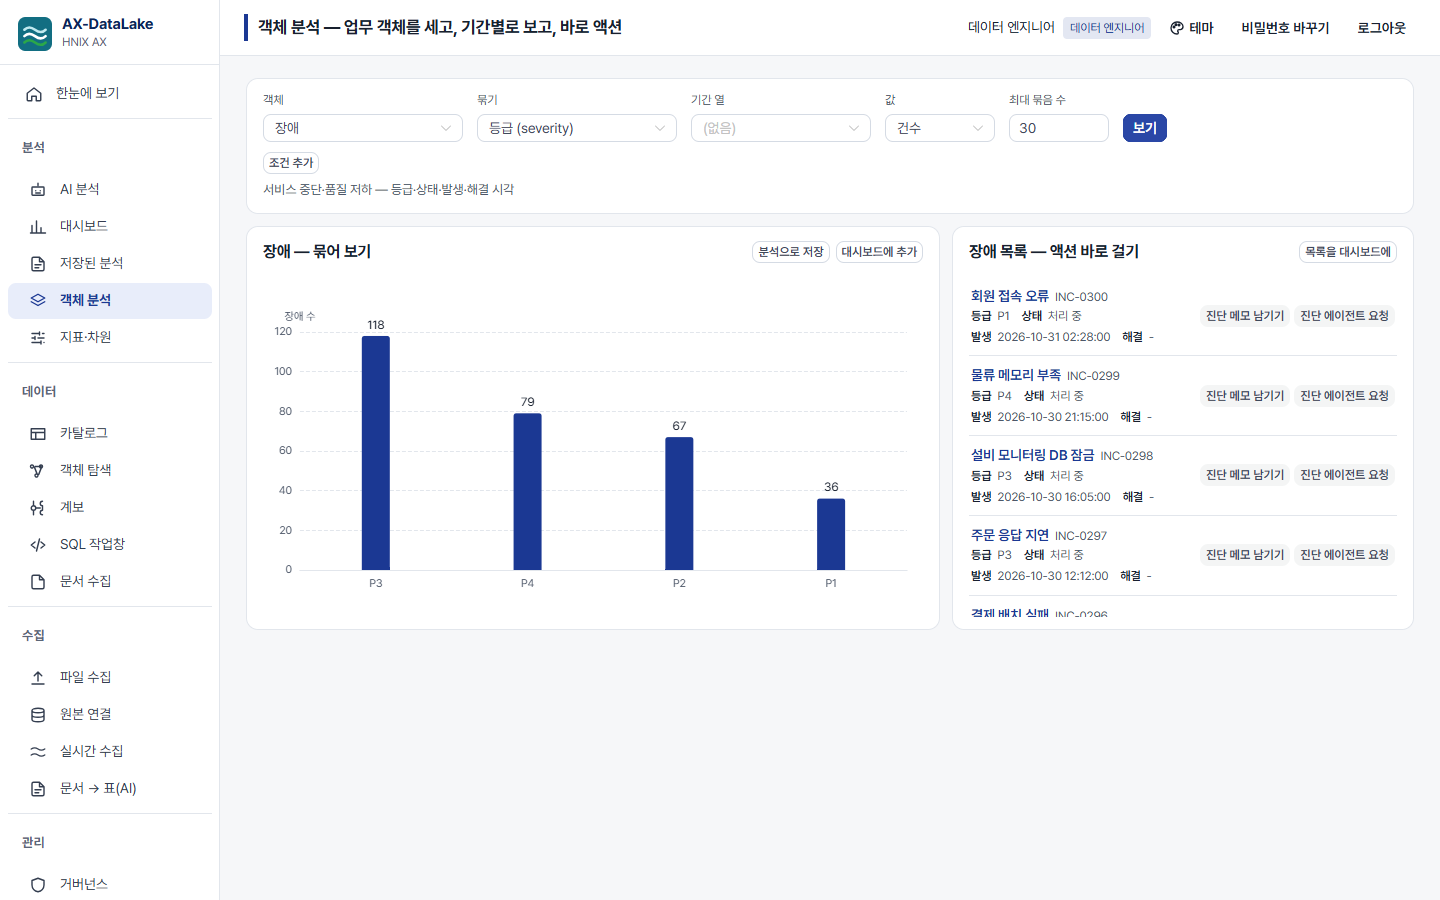 AX-DataLake
HNIX AX
한눈에 보기
분석
AI 분석
대시보드
저장된 분석
객체 분석
지표·차원
데이터
카탈로그
객체 탐색
계보
SQL 작업창
문서 수집
수집
파일 수집
원본 연결
실시간 수집
문서 → 표(AI)
관리
거버넌스
객체 분석 — 업무 객체를 세고, 기간별로 보고, 바로 액션
데이터 엔지니어 데이터 엔지니어 테마 비밀번호 바꾸기 로그아웃
객체 묶기 기간 열 값 최대 묶음 수
장애 등급 (severity) (없음) 건수 30 보기
조건 추가
서비스 중단·품질 저하 — 등급·상태·발생·해결 시각
장애 — 묶어 보기 분석으로 저장 대시보드에 추가
장애 수
120
100
80
60
40
20
0
118
79
67
36
P3 P4 P2 P1
장애 목록 — 액션 바로 걸기 목록을 대시보드에
회원 접속 오류 INC-0300
등급 P1 상태 처리 중
발생 2026-10-31 02:28:00 해결 -
진단 메모 남기기 진단 에이전트 요청
물류 메모리 부족 INC-0299
등급 P4 상태 처리 중
발생 2026-10-30 21:15:00 해결 -
진단 메모 남기기 진단 에이전트 요청
설비 모니터링 DB 잠금 INC-0298
등급 P3 상태 처리 중
발생 2026-10-30 16:05:00 해결 -
진단 메모 남기기 진단 에이전트 요청
주문 응답 지연 INC-0297
등급 P3 상태 처리 중
발생 2026-10-30 12:12:00 해결 -
진단 메모 남기기 진단 에이전트 요청
결제 배치 실패 INC-0296